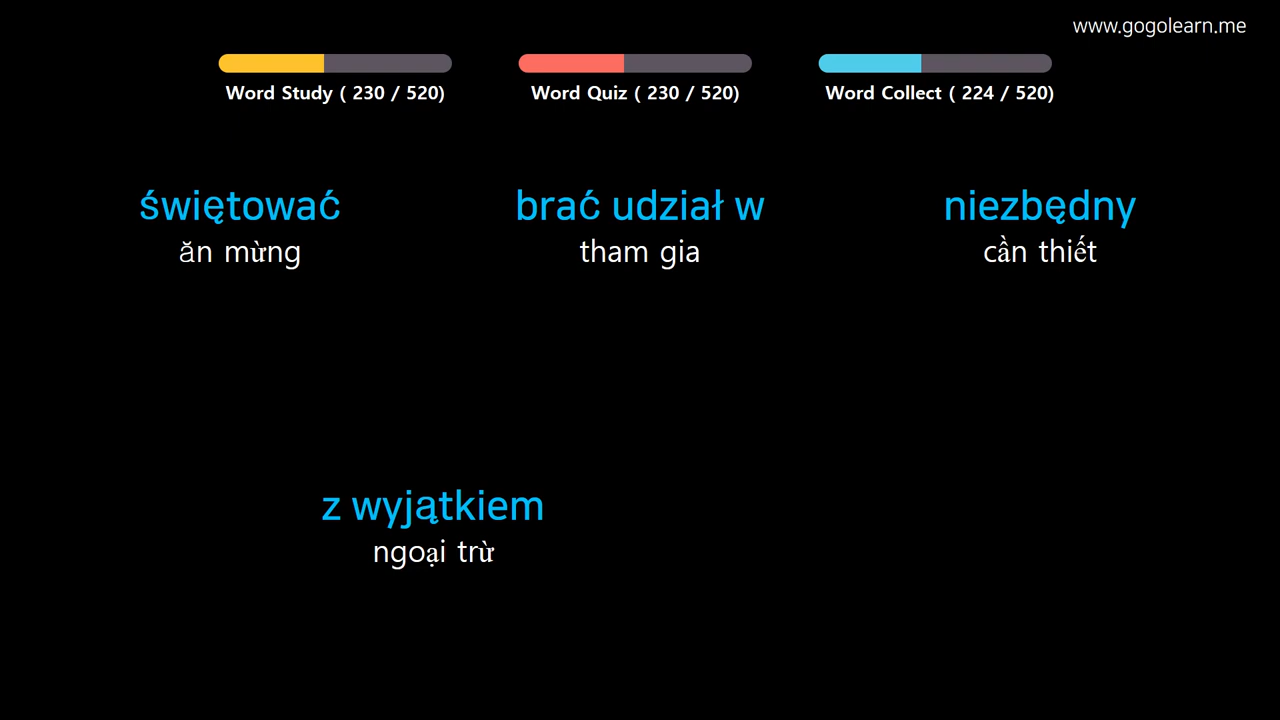 www.gogolearn.me
Word Study ( 230 / 520)
Word Quiz ( 230 / 520)
Word Collect ( 224 / 520)
świętować
ăn mừng
brać udział w
tham gia
niezbędny
cần thiết
z wyjątkiem
ngoại trừ